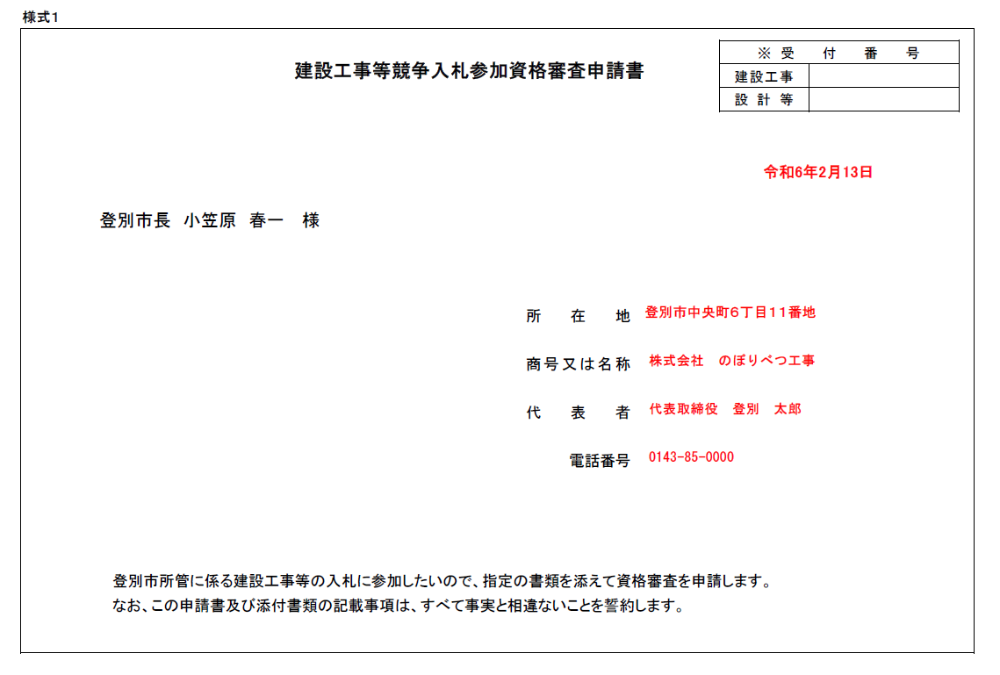 様式1
建設工事等競争入札参加資格審査申請書
※ 受 付 番 号
建設工事
設 計 等
令和6年2月13日
登別市長 小笠原 春一 様
所 在 地 登別市中央町6丁目11番地
商号又は名称 株式会社 のぼりべつ工事
代 表 者 代表取締役 登別 太郎
電話番号 0143-85-0000
登別市所管に係る建設工事等の入札に参加したいので、指定の書類を添えて資格審査を申請します。
なお、この申請書及び添付書類の記載事項は、すべて事実と相違ないことを誓約します。